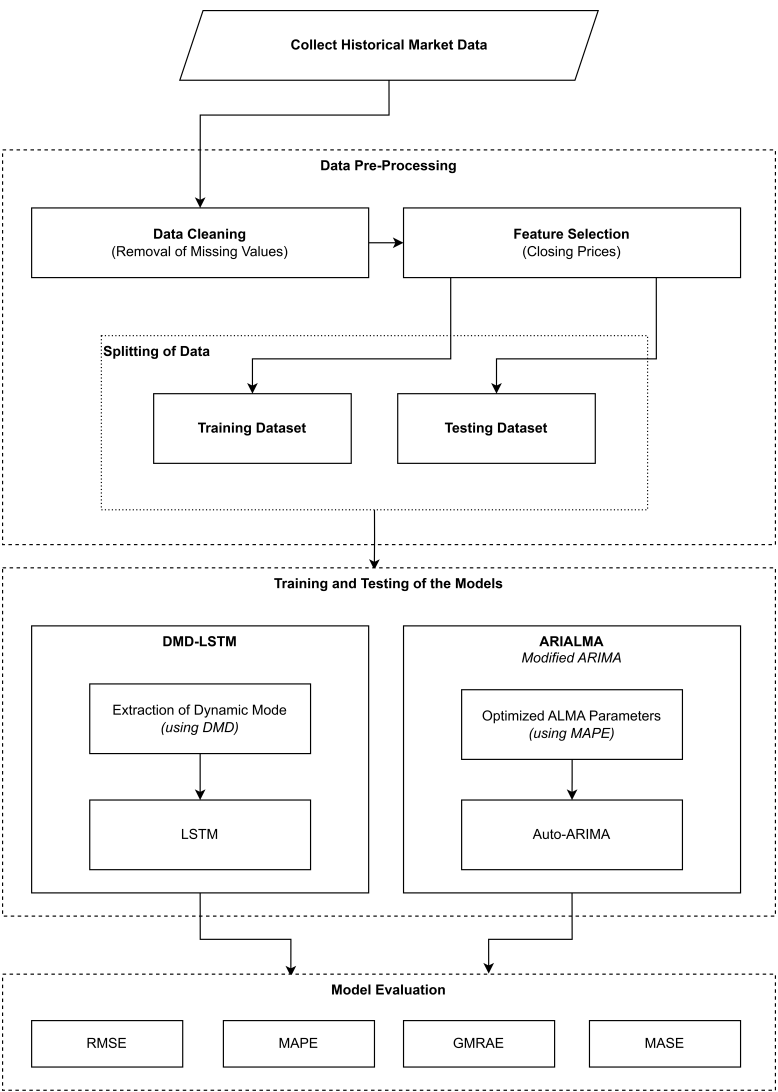 Collect Historical Market Data
Data Pre-Processing
Data Cleaning
(Removal of Missing Values)
Feature Selection
(Closing Prices)
Splitting of Data
Training Dataset
Testing Dataset
Training and Testing of the Models
DMD-LSTM
Extraction of Dynamic Mode
(using DMD)
LSTM
ARIALMA
Modified ARIMA
Optimized ALMA Parameters
(using MAPE)
Auto-ARIMA
Model Evaluation
RMSE
MAPE
GMRAE
MASE